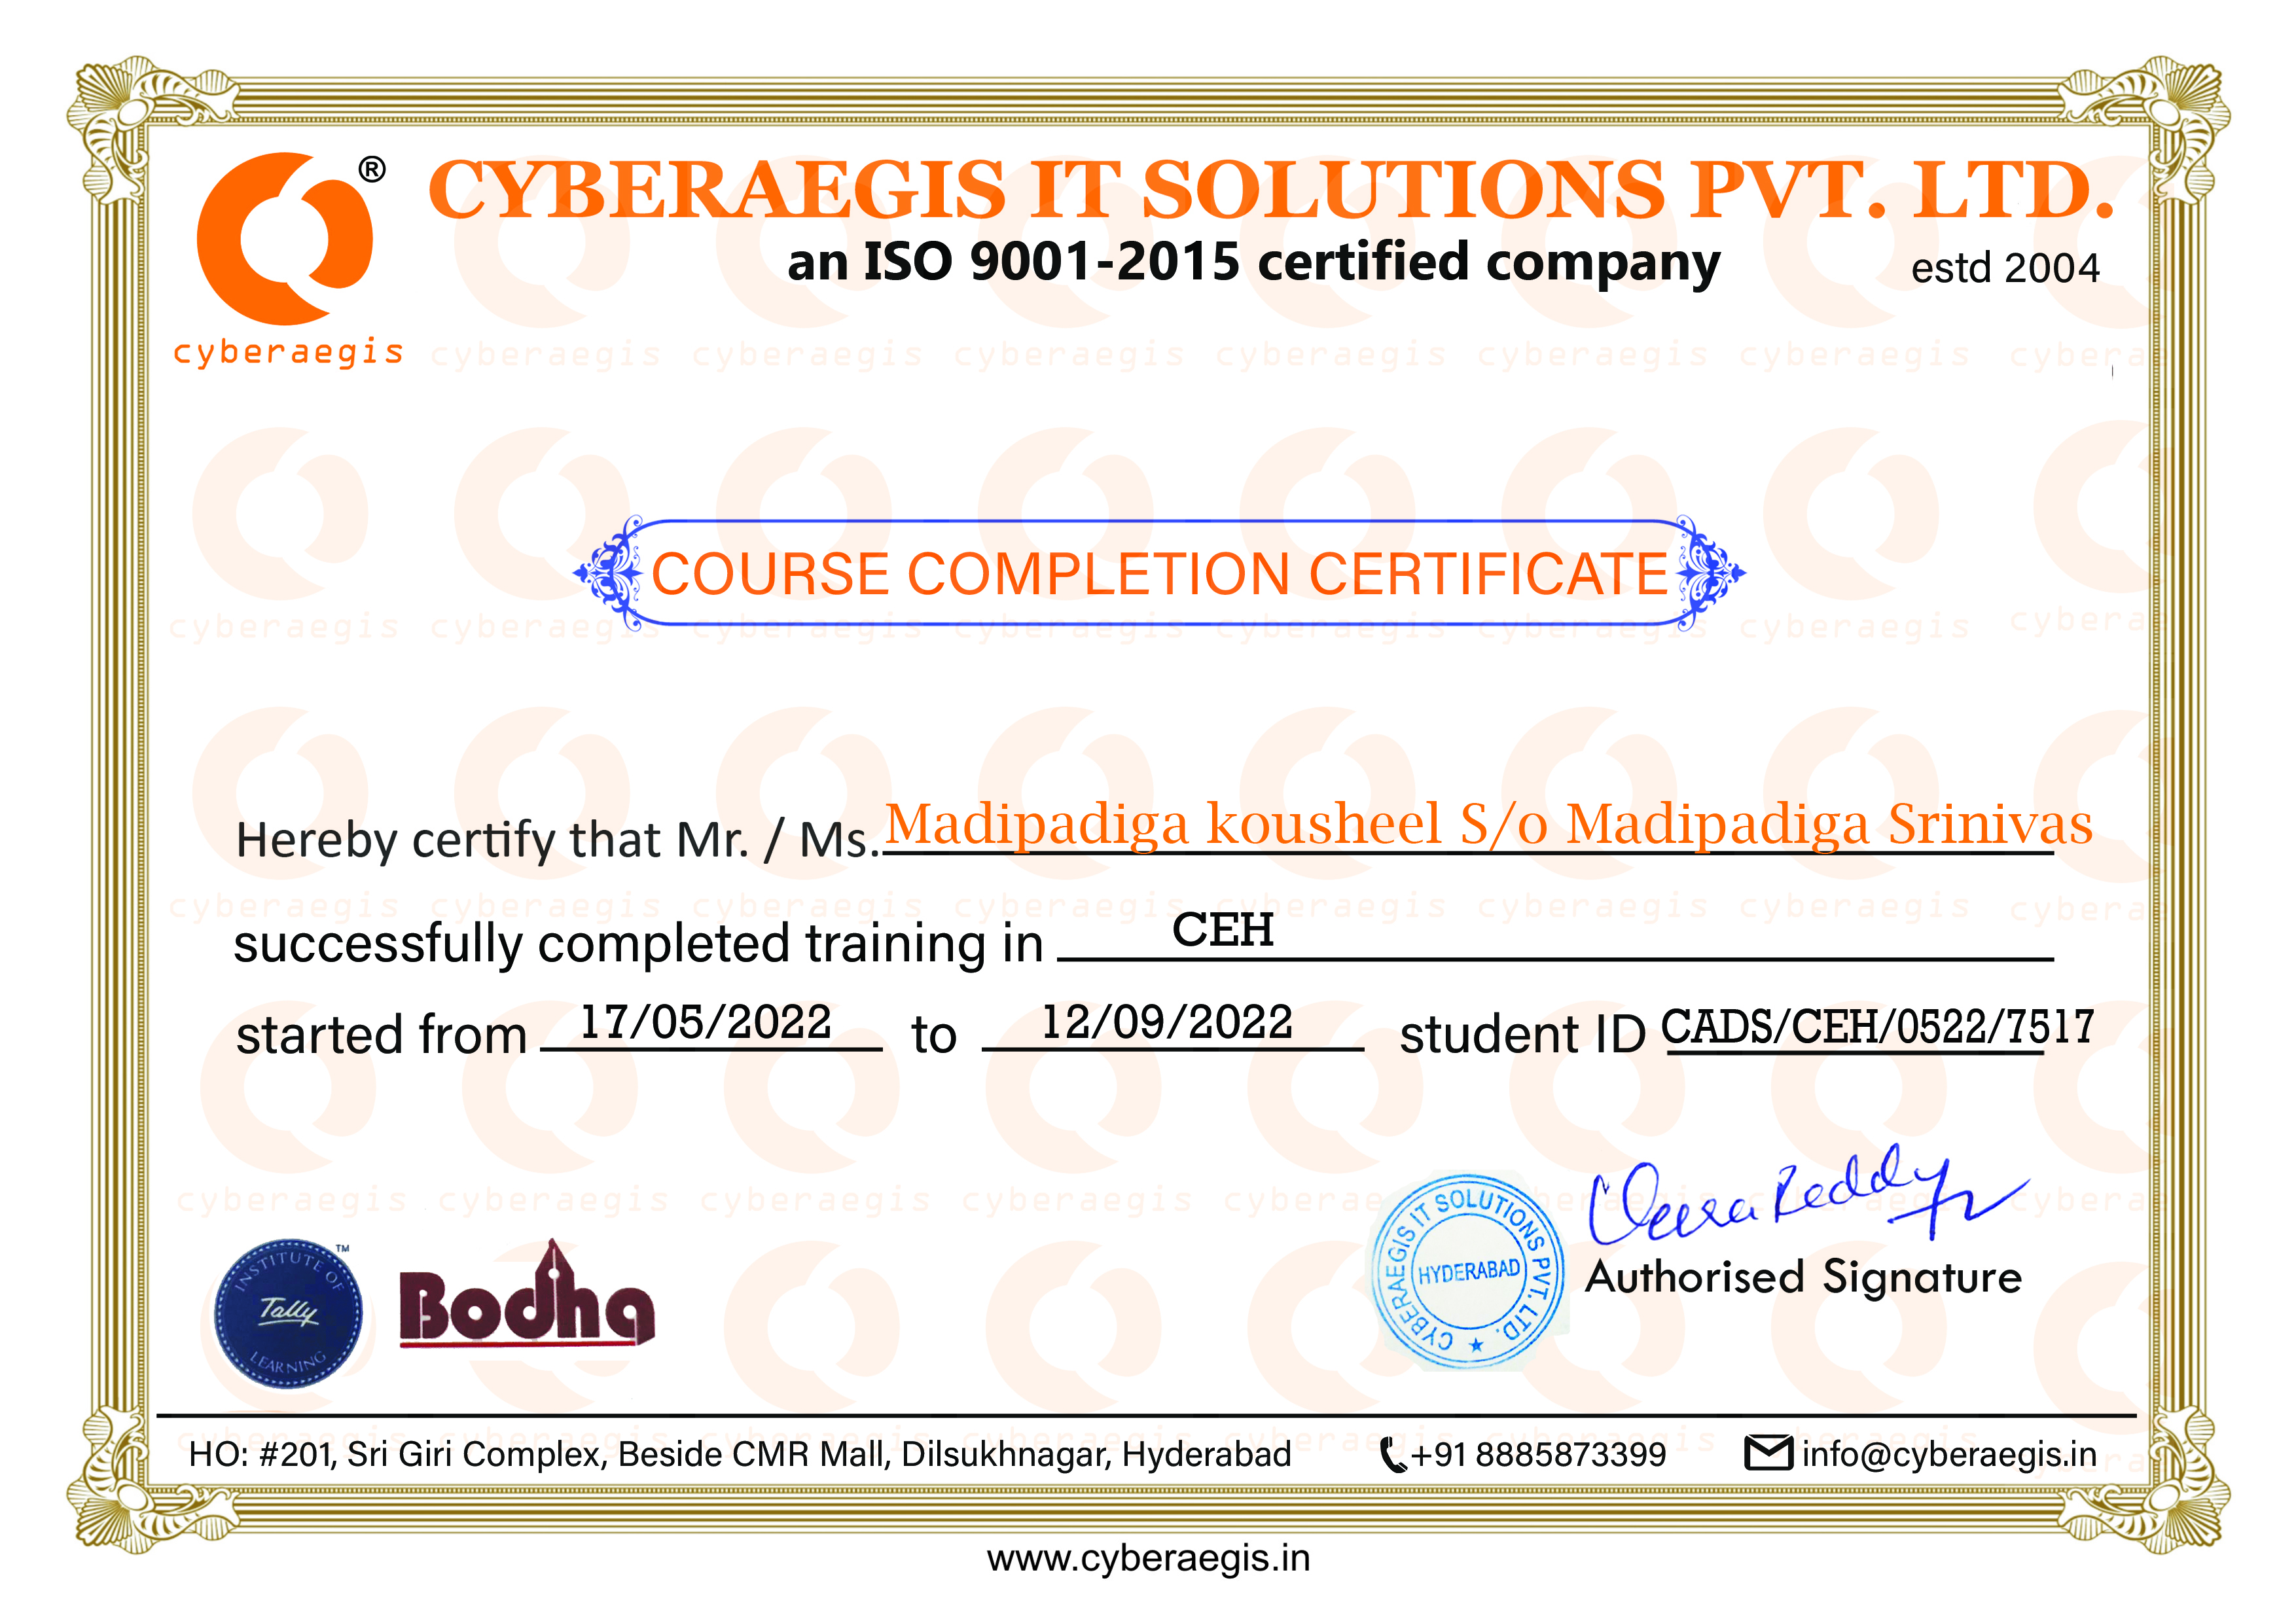 ®
CYBERAEGIS IT SOLUTIONS PVT. LTD.
an ISO 9001-2015 certified company
estd 2004
cyberaegis
COURSE COMPLETION CERTIFICATE
Hereby certify that Mr. / Ms. Madipadiga kousheel S/o Madipadiga Srinivas
successfully completed training in CEH
started from 17/05/2022 to 12/09/2022 student ID CADS/CEH/0522/7517
INSTITUTE OF
Tally
LEARNING
TM
Bodha
CYBERAEGIS IT SOLUTIONS PVT. LTD.
HYDERABAD
Veera Reddy
Authorised Signature
HO: #201, Sri Giri Complex, Beside CMR Mall, Dilsukhnagar, Hyderabad +91 8885873399 info@cyberaegis.in
www.cyberaegis.in